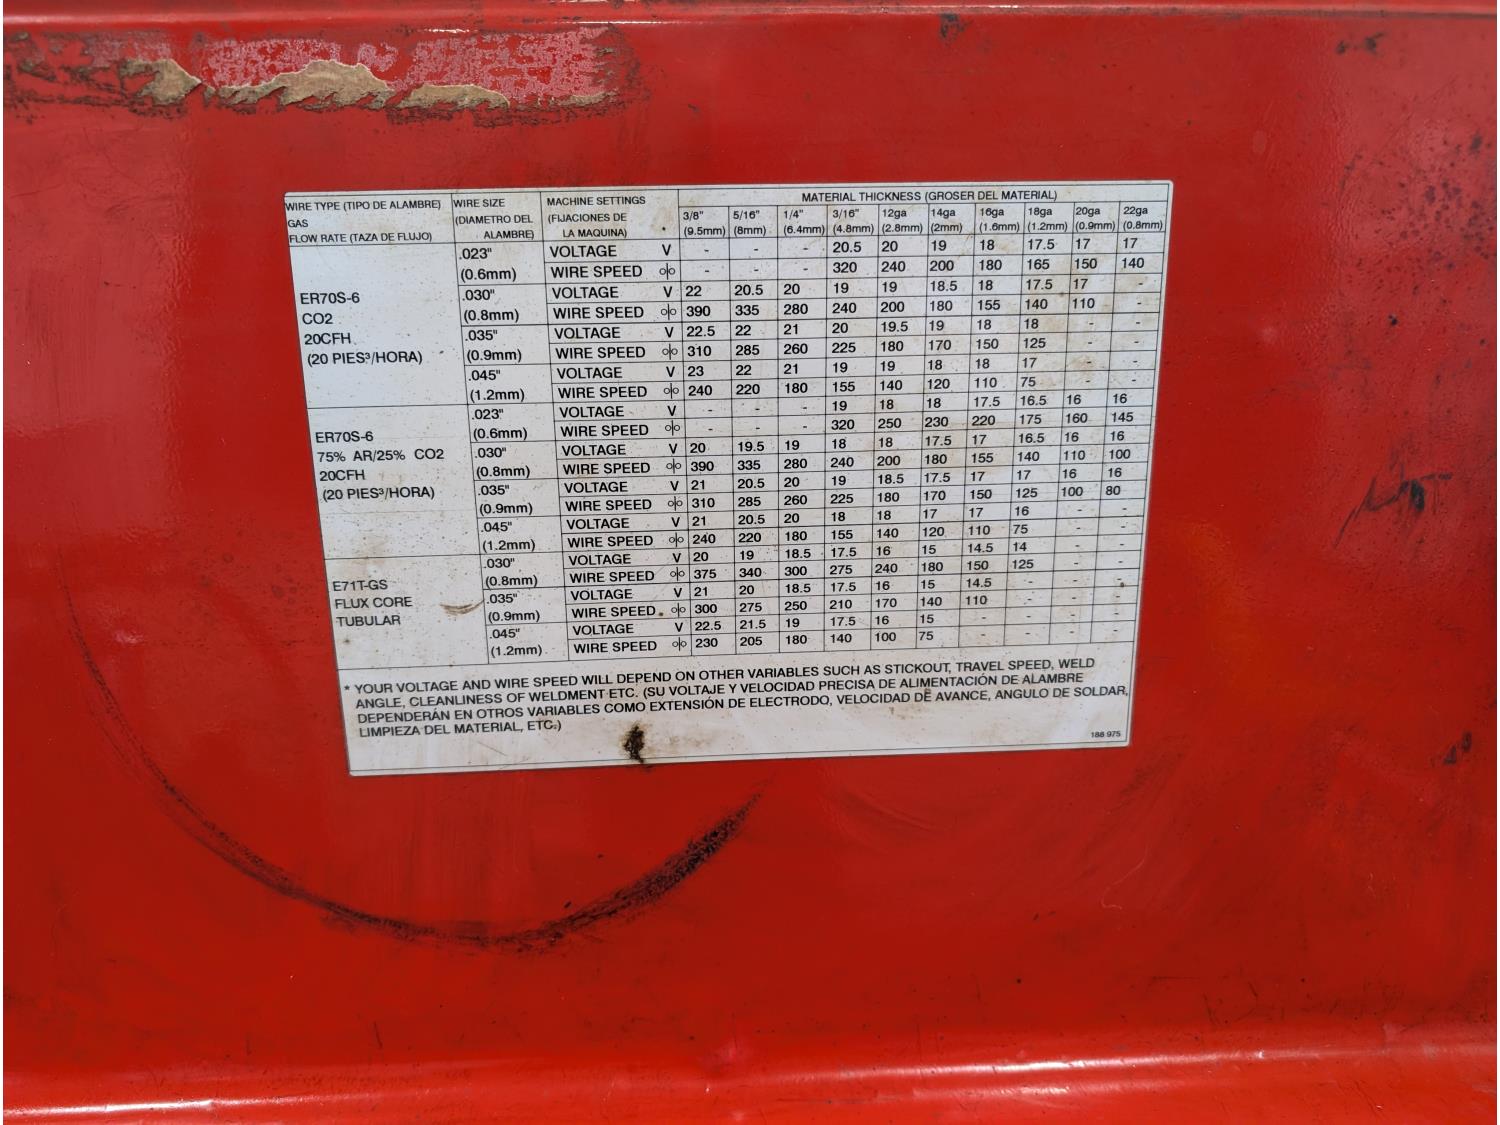 WIRE TYPE (TIPO DE ALAMBRE) WIRE SIZE MACHINE SETTINGS MATERIAL THICKNESS (GROSER DEL MATERIAL)
GAS (DIAMETRO DEL (FIJACIONES DE 3/8" 5/16" 1/4" 3/16" 12ga 14ga 16ga 18ga 20ga 22ga
FLOW RATE (TAZA DE FLUJO) ALAMBRE) LA MAQUINA) * (9.5mm) (8mm) (6.4mm) (4.8mm) (2.8mm) (2mm) (1.6mm) (1.2mm) (0.9mm) (0.8mm)
.023" VOLTAGE V - - - 20.5 20 19 18 17.5 17 17
(0.6mm) WIRE SPEED o|o - - - 320 240 200 180 165 150 140
ER70S-6 .030" VOLTAGE V 22 20.5 20 19 19 18.5 18 17.5 17 -
CO2 (0.8mm) WIRE SPEED o|o 390 335 280 240 200 180 155 140 110 -
20CFH .035" VOLTAGE V 22.5 22 21 20 19.5 19 18 18 - -
(20 PIES³/HORA) (0.9mm) WIRE SPEED o|o 310 285 260 225 180 170 150 125 - -
.045" VOLTAGE V 23 22 21 19 19 18 18 17 - -
(1.2mm) WIRE SPEED o|o 240 220 180 155 140 120 110 75 - -
.023" VOLTAGE V - - - 19 18 18 17.5 16.5 16 16
ER70S-6 (0.6mm) WIRE SPEED o|o - - - 320 250 230 220 175 160 145
75% AR/25% CO2 .030" VOLTAGE V 20 19.5 19 18 18 17.5 17 16.5 16 16
20CFH (0.8mm) WIRE SPEED o|o 390 335 280 240 200 180 155 140 110 100
(20 PIES³/HORA) .035" VOLTAGE V 21 20.5 20 19 18.5 17.5 17 17 16 16
(0.9mm) WIRE SPEED o|o 310 285 260 225 180 170 150 125 100 80
.045" VOLTAGE V 21 20.5 20 18 18 17 17 16 - -
(1.2mm) WIRE SPEED o|o 240 220 180 155 140 120 110 75 - -
.030" VOLTAGE V 20 19 18.5 17.5 16 15 14.5 14 - -
E71T-GS (0.8mm) WIRE SPEED o|o 375 340 300 275 240 180 150 125 - -
FLUX CORE .035" VOLTAGE V 21 20 18.5 17.5 16 15 14.5 - - -
TUBULAR (0.9mm) WIRE SPEED o|o 300 275 250 210 170 140 110 - - -
.045" VOLTAGE V 22.5 21.5 19 17.5 16 15 - - - -
(1.2mm) WIRE SPEED o|o 230 205 180 140 100 75 - - - -
* YOUR VOLTAGE AND WIRE SPEED WILL DEPEND ON OTHER VARIABLES SUCH AS STICKOUT, TRAVEL SPEED, WELD
ANGLE, CLEANLINESS OF WELDMENT ETC. (SU VOLTAJE Y VELOCIDAD PRECISA DE ALIMENTACIÓN DE ALAMBRE
DEPENDERÁN EN OTROS VARIABLES COMO EXTENSIÓN DE ELECTRODO, VELOCIDAD DE AVANCE, ANGULO DE SOLDAR,
LIMPIEZA DEL MATERIAL, ETC.)
188 975